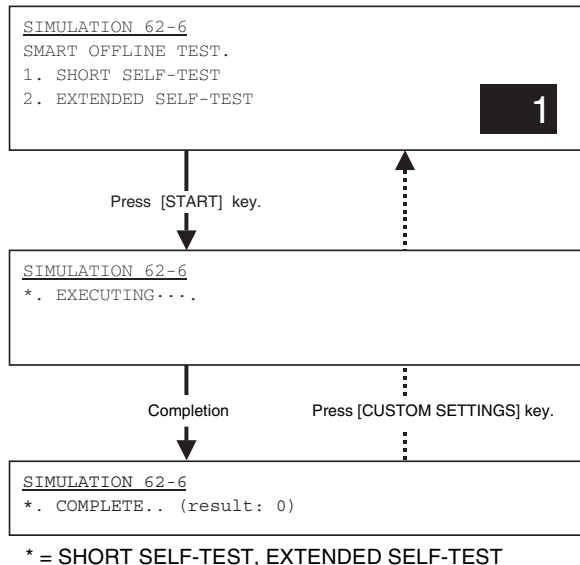 SIMULATION 62-6
SMART OFFLINE TEST.
1. SHORT SELF-TEST
2. EXTENDED SELF-TEST
1
Press [START] key.
SIMULATION 62-6
*. EXECUTING····.
Completion
Press [CUSTOM SETTINGS] key.
SIMULATION 62-6
*. COMPLETE.. (result: 0)
* = SHORT SELF-TEST, EXTENDED SELF-TEST